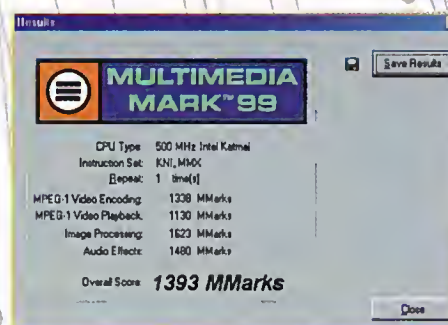 Results
MULTIMEDIA
MARK™99
Save Results
CPU Type: 500 MHz Intel Katmai
Instruction Set: KNI, MMX
Repeat: 1 time[s]
MPEG-1 Video Encoding: 1338 MMarks
MPEG-1 Video Playback: 1130 MMarks
Image Processing: 1623 MMarks
Audio Effects: 1480 MMarks
Overall Score: 1393 MMarks
Close